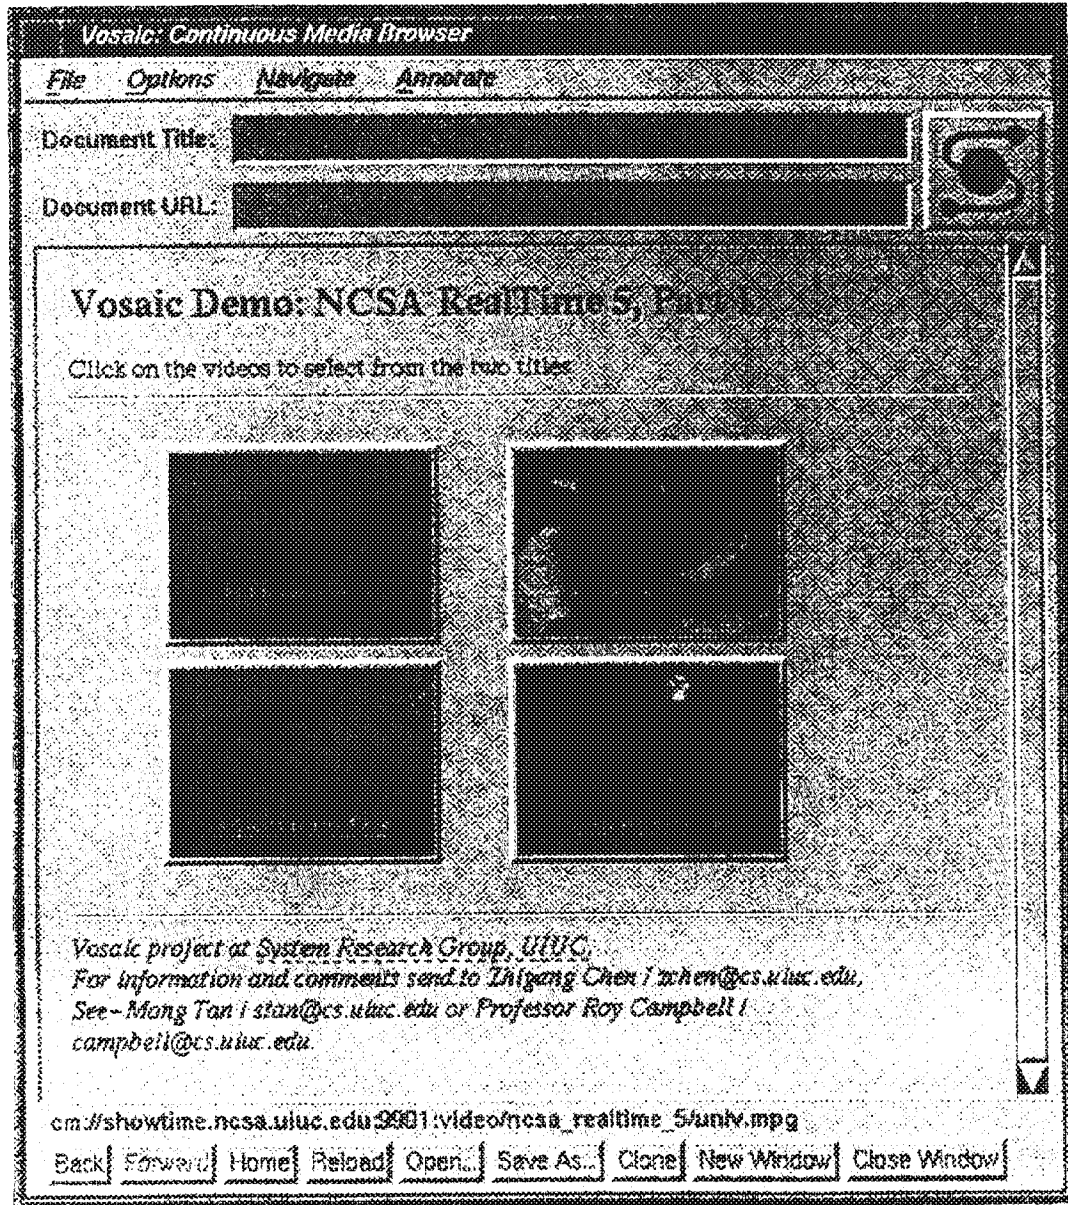 Vosaic: Continuous Media Browser
File Options Navigate Annotate
Document Title:
Document URL:
Vosaic Demo: NCSA RealTime 5, Part
Click on the videos to select from the two titles
Vosaic project at System Research Group, UIUC,
For information and comments send to Zhigang Chen / zchen@cs.uiuc.edu,
See-Mong Tan / stan@cs.uiuc.edu or Professor Roy Campbell /
campbell@cs.uiuc.edu.
cm://showtime.ncsa.uiuc.edu:9901:video/ncsa_realtime_5/univ.mpg
Back Forward Home Reload Open... Save As... Clone New Window Close Window